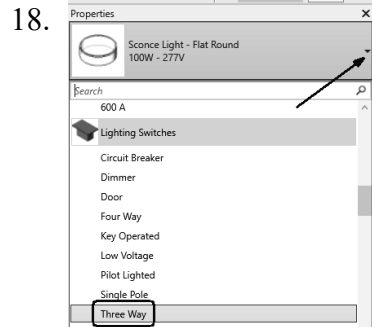 18.
Properties
X
Sconce Light - Flat Round
100W - 277V
Search
600 A
Lighting Switches
Circuit Breaker
Dimmer
Door
Four Way
Key Operated
Low Voltage
Pilot Lighted
Single Pole
Three Way